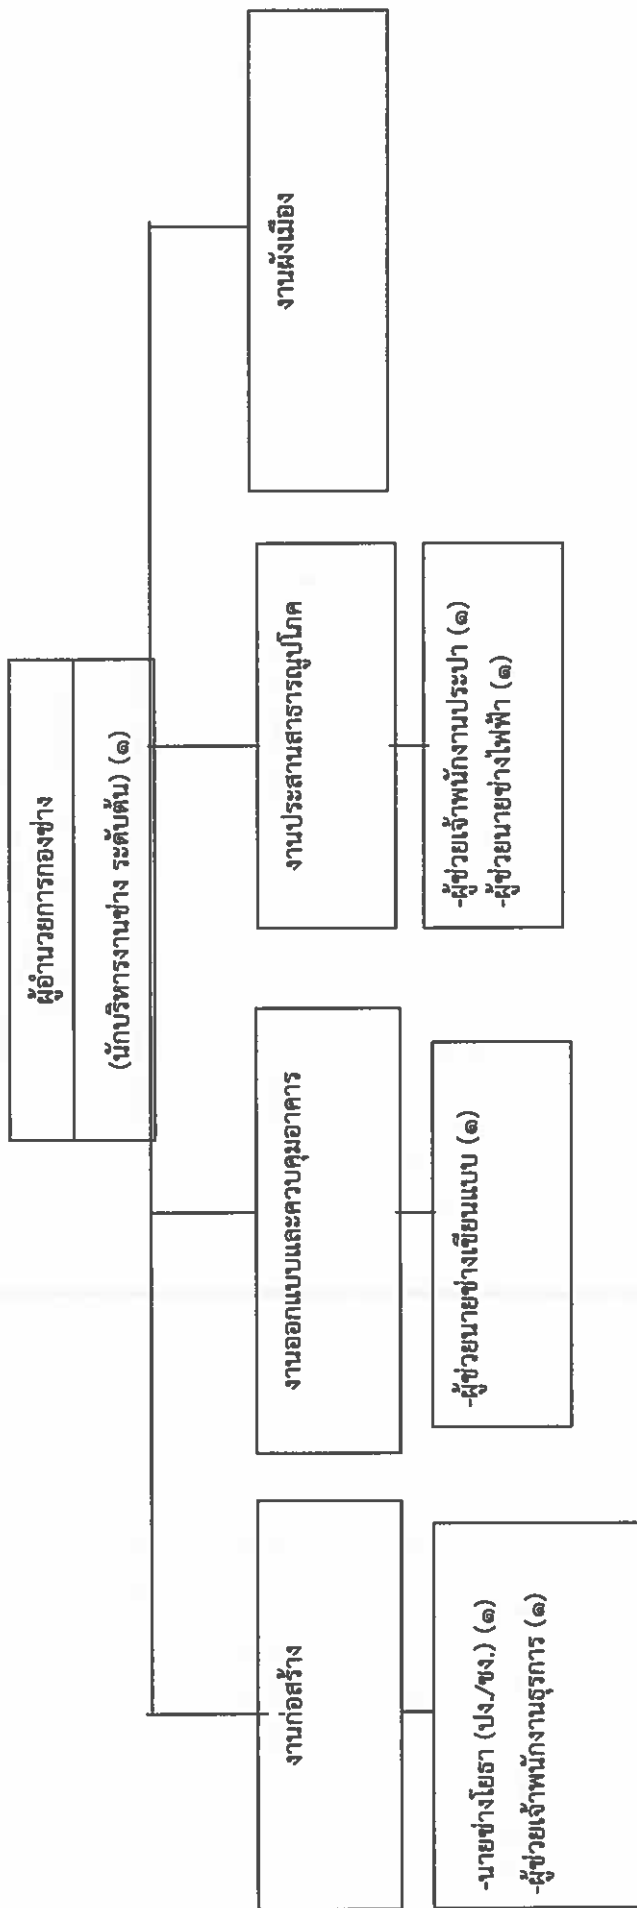 ผู้อำนวยการกองช่าง
(นักบริหารงานช่าง ระดับต้น) (๑)
งานก่อสร้าง
งานออกแบบและควบคุมอาคาร
งานประสานสาธารณูปโภค
งานผังเมือง
-นายช่างโยธา (ปง./ชง.) (๑)
-ผู้ช่วยเจ้าพนักงานธุรการ (๑)
-ผู้ช่วยนายช่างเขียนแบบ (๑)
-ผู้ช่วยเจ้าพนักงานประปา (๑)
-ผู้ช่วยนายช่างไฟฟ้า (๑)